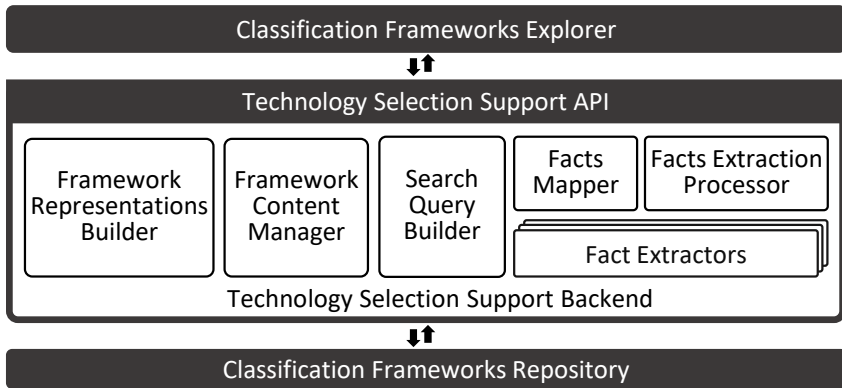 Classification Frameworks Explorer
Technology Selection Support API
Framework
Representations
Builder
Framework
Content
Manager
Search
Query
Builder
Facts
Mapper
Facts Extraction
Processor
Fact Extractors
Technology Selection Support Backend
Classification Frameworks Repository